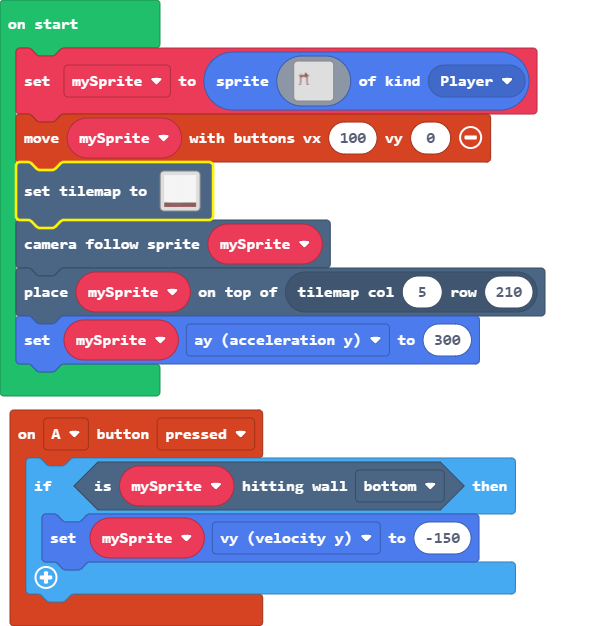 on start
set mySprite to sprite of kind Player
move mySprite with buttons vx 100 vy 0
set tilemap to
camera follow sprite mySprite
place mySprite on top of tilemap col 5 row 210
set mySprite ay (acceleration y) to 300
on A button pressed
if is mySprite hitting wall bottom then
set mySprite vy (velocity y) to -150